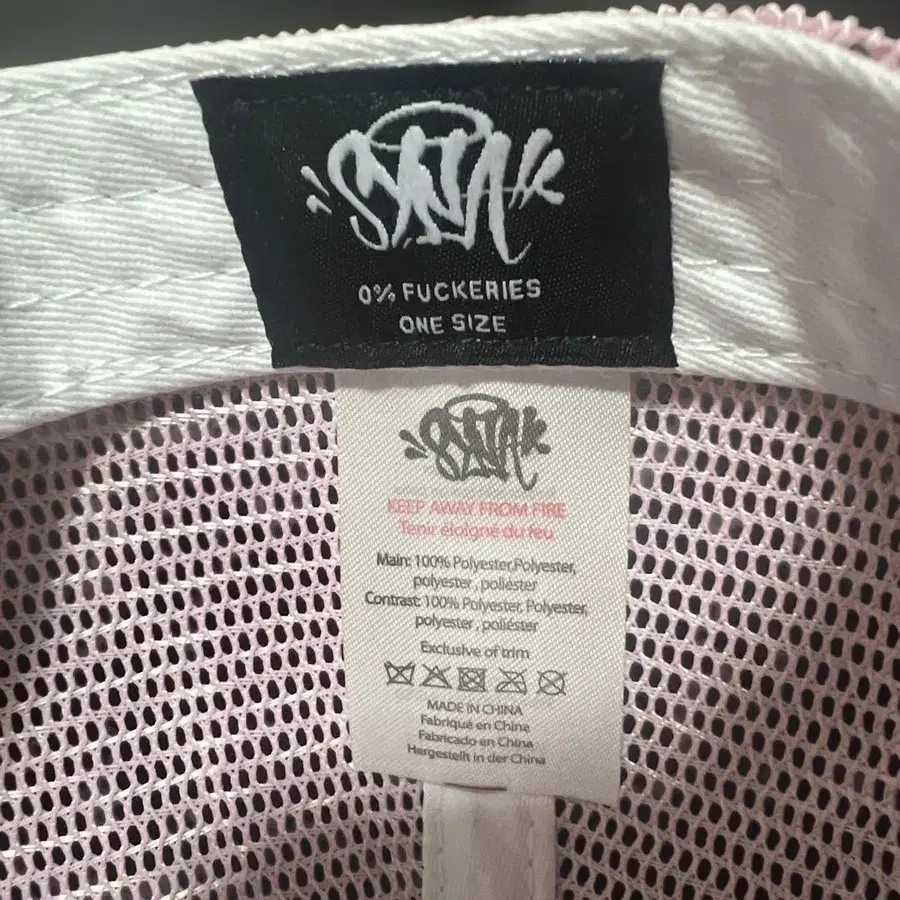 SYNA
0% FUCKERIES
ONE SIZE
SYNA
KEEP AWAY FROM FIRE
Tenir éloigné du feu
Main: 100% Polyester,Polyester,
polyester , poliéster
Contrast: 100% Polyester, Polyester,
polyester , poliéster
Exclusive of trim
MADE IN CHINA
Fabriqué en Chine
Fabricado en China
Hergestellt in der China